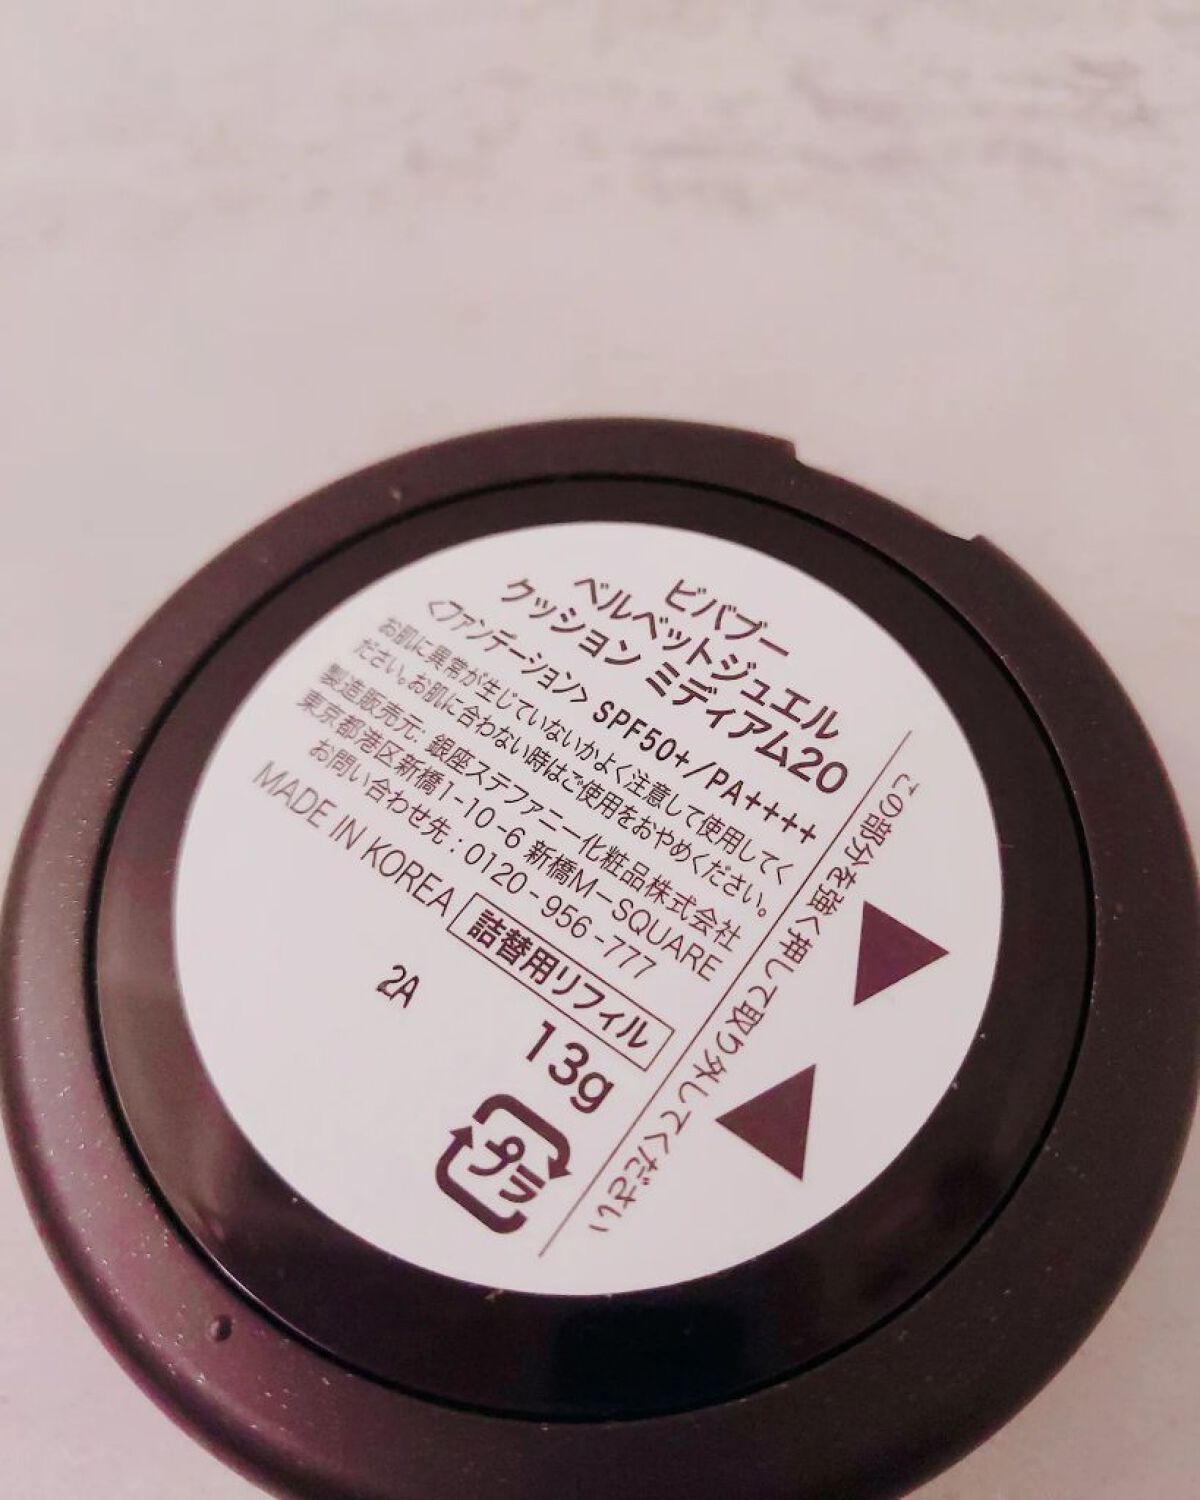 ビバブー
ベルベットジュエル
クッション ミディアム20
<ファンデーション> SPF50+/PA++++
お肌に異常が生じていないかよく注意して使用してく
ださい。お肌に合わない時はご使用をおやめください。
製造販売元: 銀座ステファニー化粧品株式会社
東京都港区新橋1-10-6 新橋M-SQUARE
お問い合わせ先：0120-956-777
MADE IN KOREA
詰替用リフィル
2A
13g
プラ
この部分を強く押して取り外してください